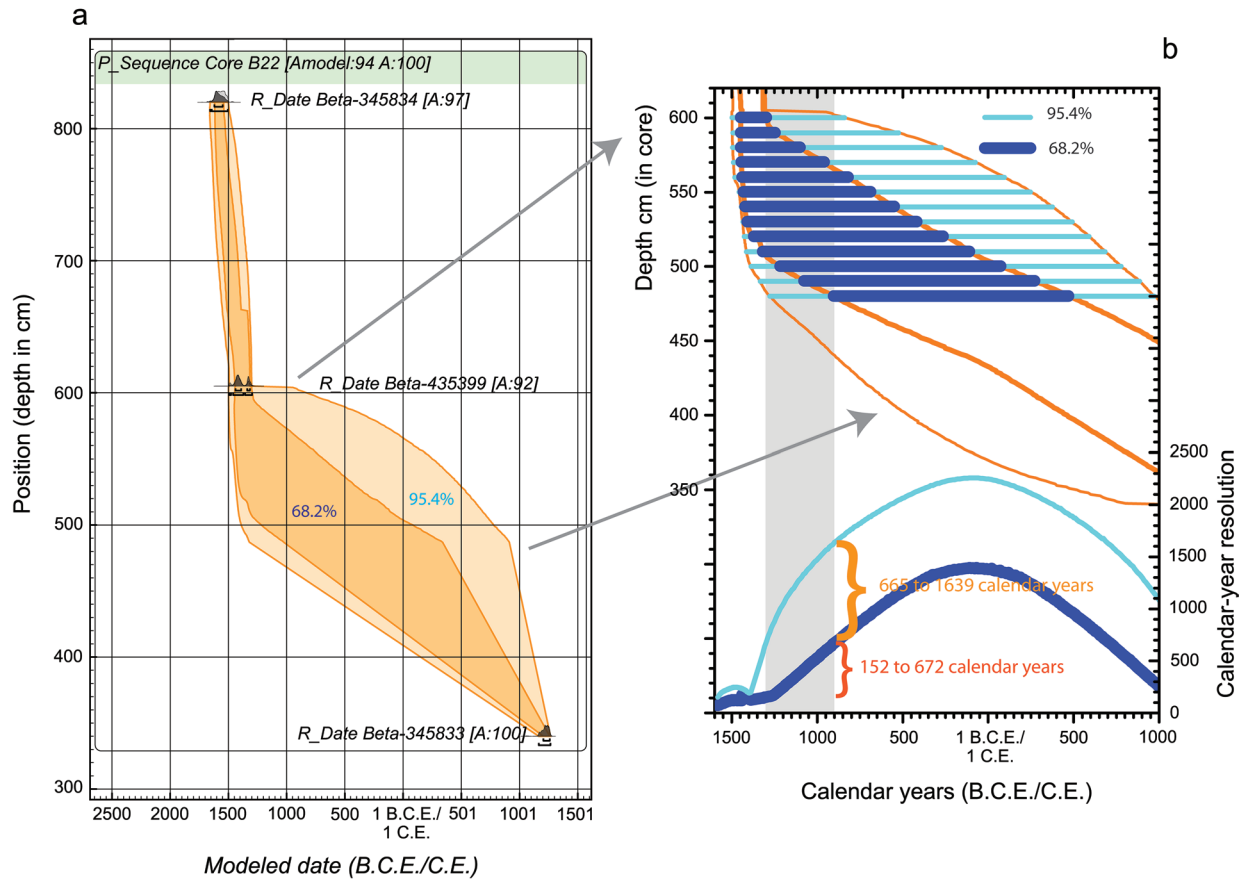 a
P_Sequence Core B22 [Amodel:94 A:100]
R_Date Beta-345834 [A:97]
R_Date Beta-435399 [A:92]
95.4%
68.2%
R_Date Beta-345833 [A:100]
800
700
600
500
400
300
Position (depth in cm)
2500 2000 1500 1000 500 1 B.C.E./ 501 1001 1501
1 C.E.
Modeled date (B.C.E./C.E.)
b
95.4%
68.2%
600
550
500
450
400
350
Depth cm (in core)
2500
2000
1500
1000
500
0
Calendar-year resolution
665 to 1639 calendar years
152 to 672 calendar years
1500 1000 500 1 B.C.E./ 500 1000
1 C.E.
Calendar years (B.C.E./C.E.)